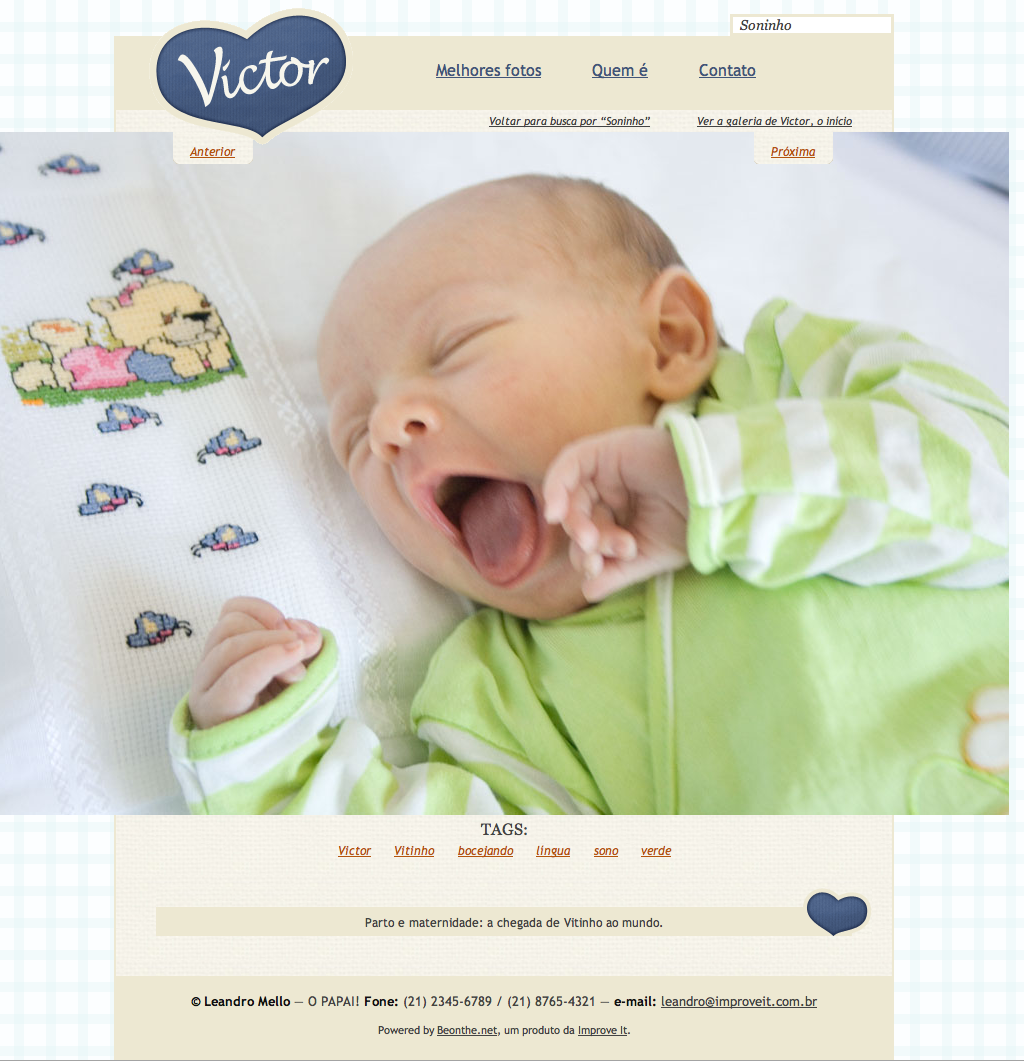 Soninho
Victor
Melhores fotos Quem é Contato
Voltar para busca por “Soninho” Ver a galeria de Victor, o início
Anterior Próxima
TAGS:
Victor Vitinho bocejando língua sono verde
Parto e maternidade: a chegada de Vitinho ao mundo.
© Leandro Mello — O PAPAI! Fone: (21) 2345-6789 / (21) 8765-4321 — e-mail: leandro@improveit.com.br
Powered by Beonthe.net, um produto da Improve It.